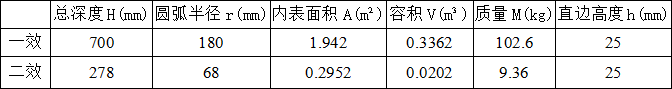 总深度H(mm) 圆弧半径r(mm) 内表面积A(m²) 容积V(m³) 质量M(kg) 直边高度h(mm)
一效 700 180 1.942 0.3362 102.6 25
二效 278 68 0.2952 0.0202 9.36 25